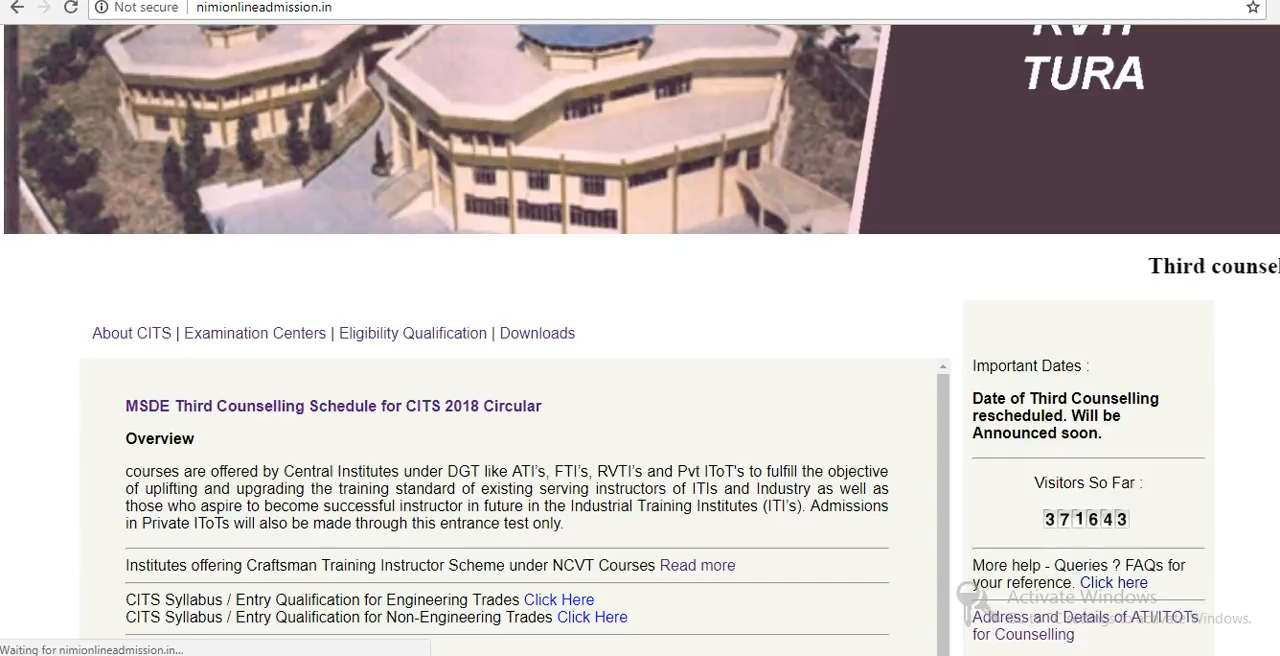 Not secure | nimionlineadmission.in
RVTI
TURA
Third counsel
About CITS | Examination Centers | Eligibility Qualification | Downloads
MSDE Third Counselling Schedule for CITS 2018 Circular
Overview
courses are offered by Central Institutes under DGT like ATI's, FTI's, RVTI's and Pvt IToT's to fulfill the objective
of uplifting and upgrading the training standard of existing serving instructors of ITIs and Industry as well as
those who aspire to become successful instructor in future in the Industrial Training Institutes (ITI's). Admissions
in Private IToTs will also be made through this entrance test only.
Institutes offering Craftsman Training Instructor Scheme under NCVT Courses Read more
CITS Syllabus / Entry Qualification for Engineering Trades Click Here
CITS Syllabus / Entry Qualification for Non-Engineering Trades Click Here
Important Dates :
Date of Third Counselling
rescheduled. Will be
Announced soon.
Visitors So Far :
371643
More help - Queries ? FAQs for
your reference. Click here
Activate Windows
Address and Details of ATI/ITOTs
for Counselling
Go to PC settings to activate Windows.
Waiting for nimionlineadmission.in...